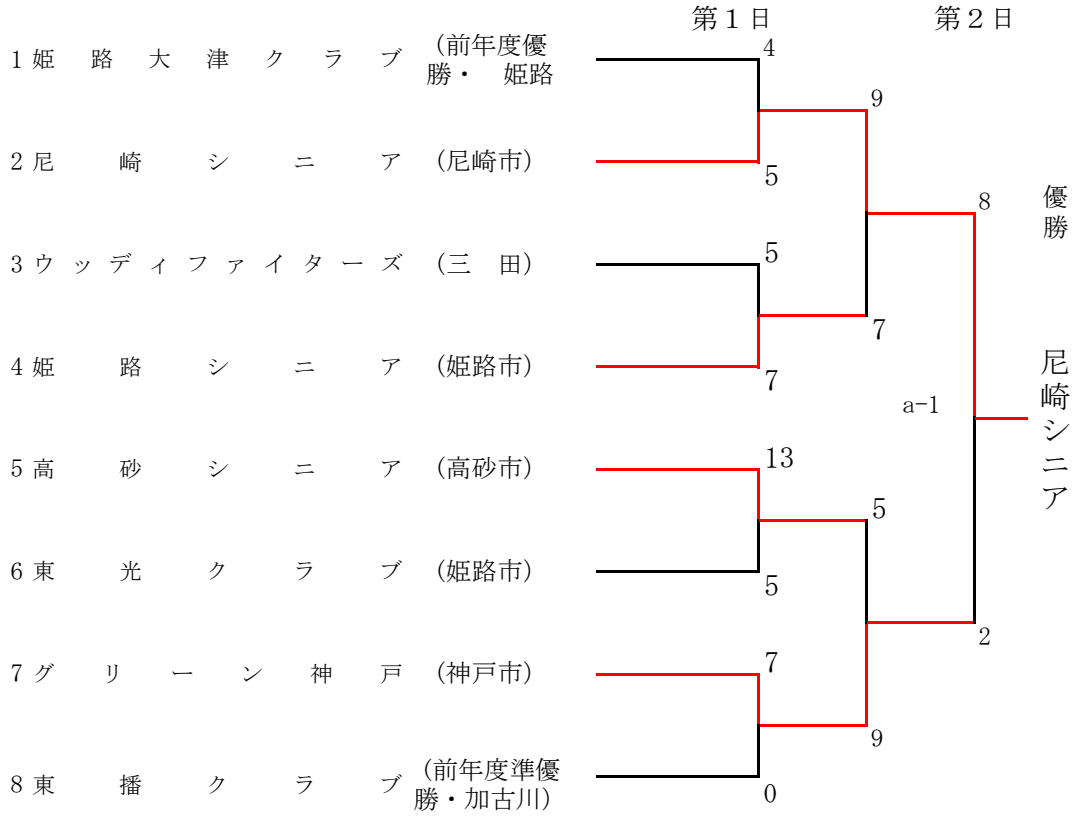 第１日 第２日
1 姫路大津クラブ (前年度優
勝・　姫路
4
9
2 尼崎シニア (尼崎市)
5
8
優勝
3 ウッディファイターズ (三　田)
5
7
4 姫路シニア (姫路市)
7
a-1
尼崎シニア
5 高砂シニア (高砂市)
13
5
6 東光クラブ (姫路市)
5
2
7 グリーン神戸 (神戸市)
7
9
8 東播クラブ (前年度準優
勝・加古川)
0